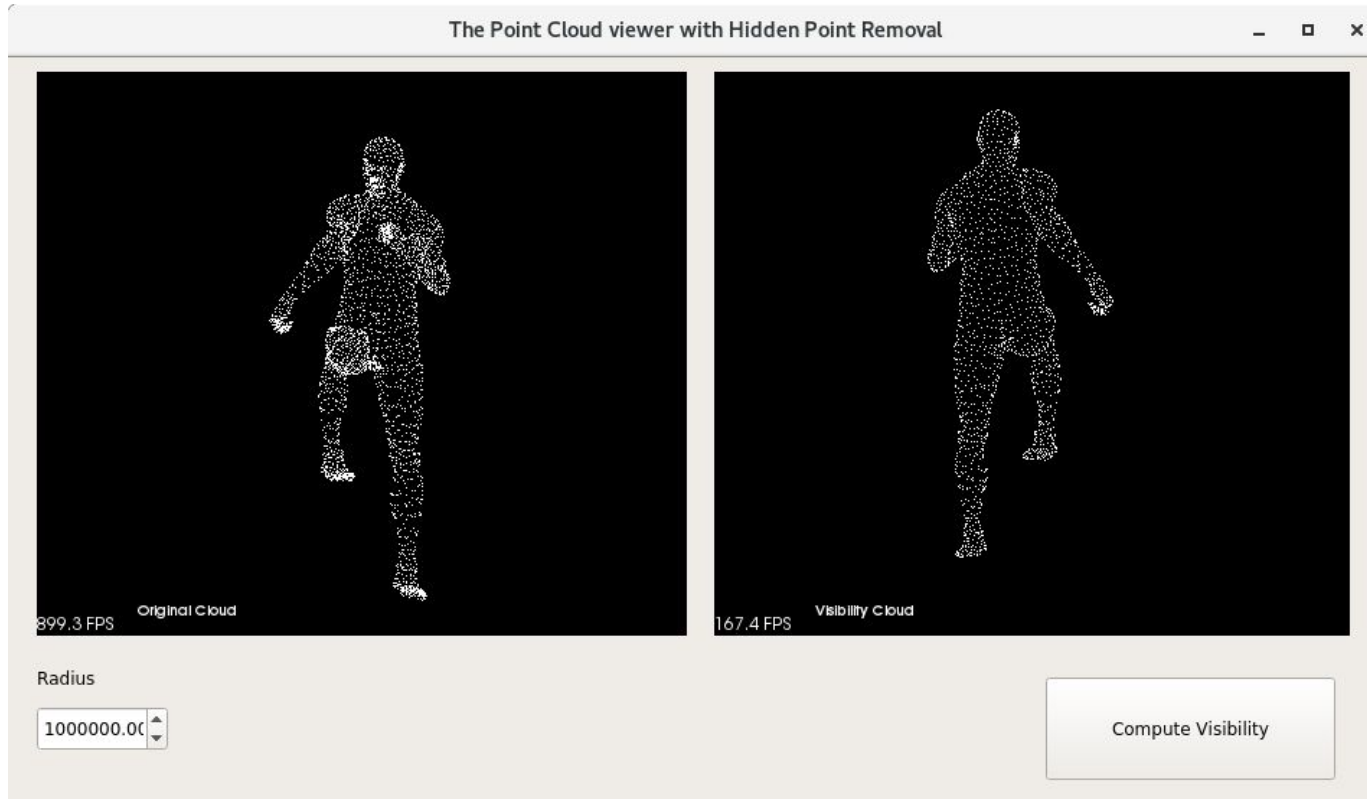 The Point Cloud viewer with Hidden Point Removal
Original Cloud
899.3 FPS
Visibility Cloud
167.4 FPS
Radius
1000000.0
Compute Visibility